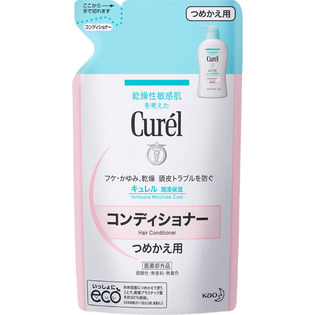 ここから
手で切れます
コンディショナー
つめかえ用
乾燥性敏感肌
を考えた
Curél
フケ・かゆみ、乾燥 頭皮トラブルを防ぐ
キュレル 潤浸保湿
INTENSIVE MOISTURE CARE
コンディショナー
Hair Conditioner
つめかえ用
医薬部外品
弱酸性・無香料・無着色
いっしょにeco
kao